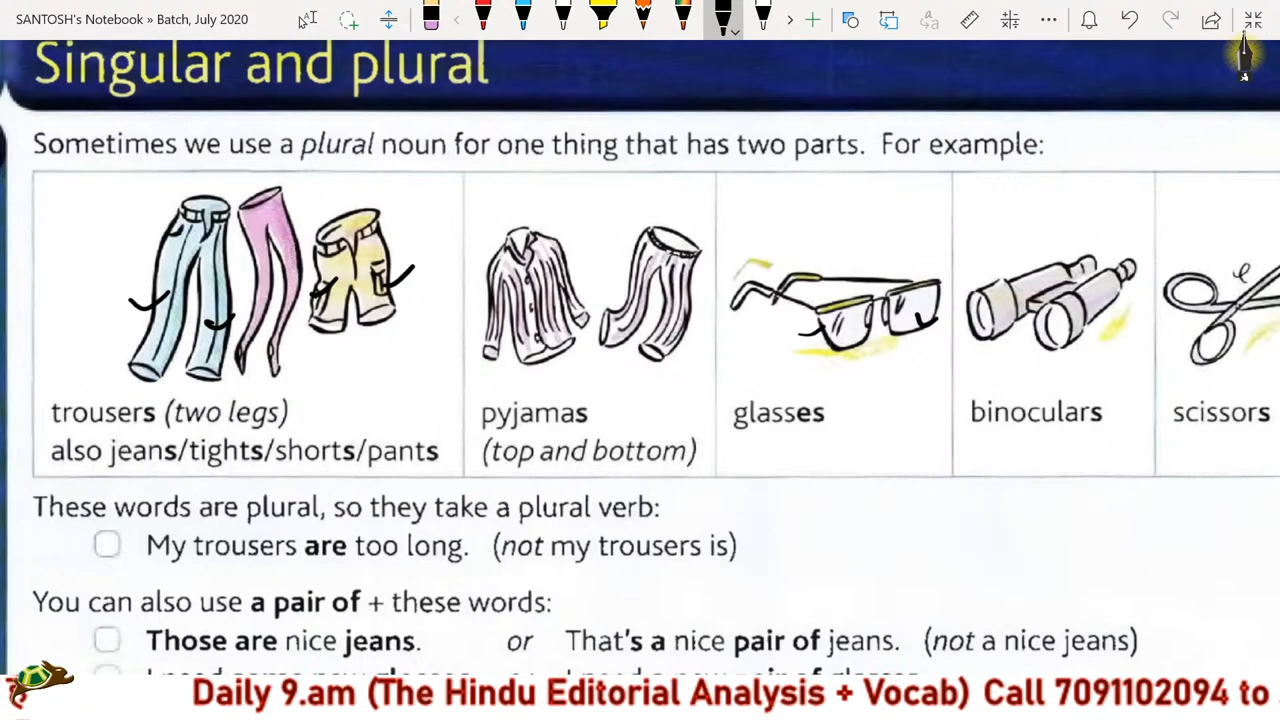 SANTOSH's Notebook » Batch, July 2020
Singular and plural
Sometimes we use a plural noun for one thing that has two parts. For example:
trousers (two legs)
also jeans/tights/shorts/pants
pyjamas
(top and bottom)
glasses
binoculars
scissors
These words are plural, so they take a plural verb:
My trousers are too long. (not my trousers is)
You can also use a pair of + these words:
Those are nice jeans. or That's a nice pair of jeans. (not a nice jeans)
Daily 9.am (The Hindu Editorial Analysis + Vocab) Call 7091102094 to